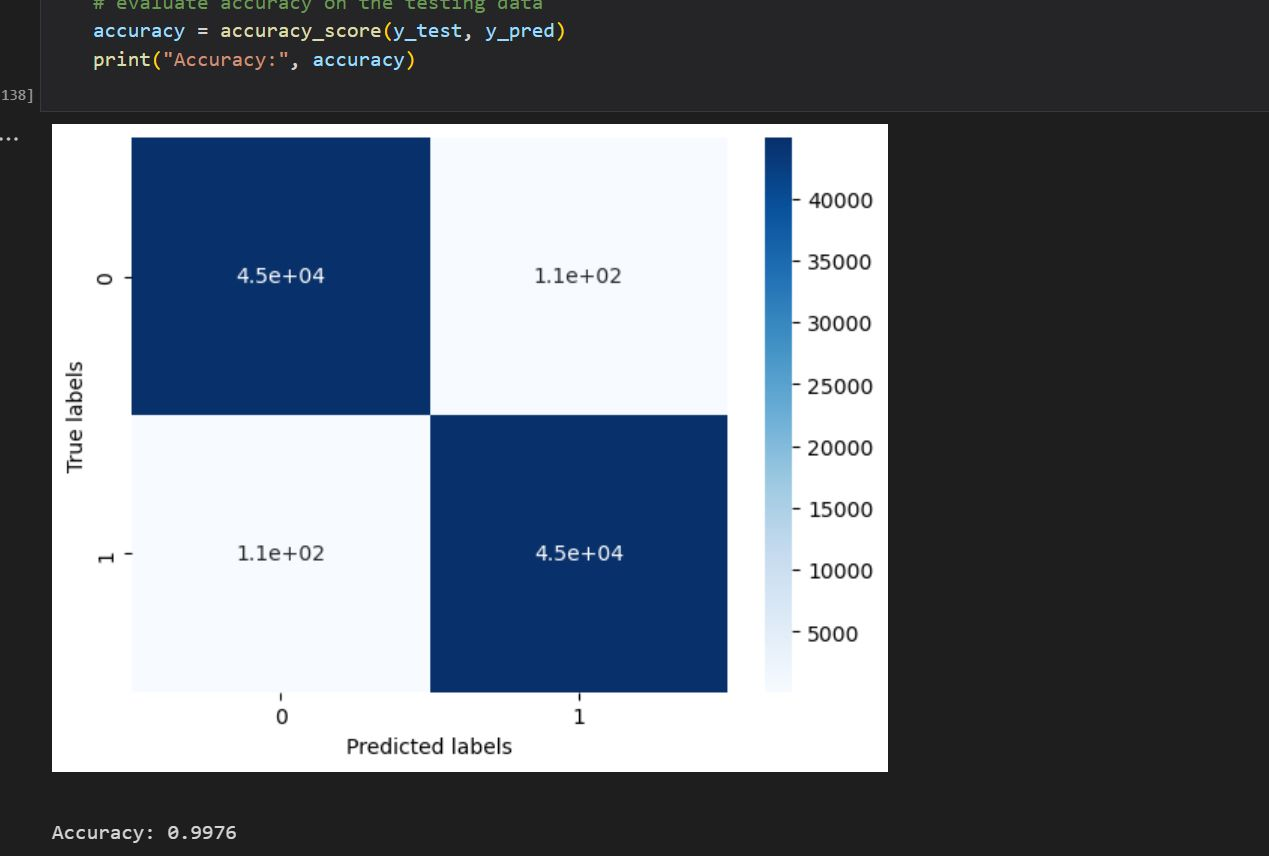 # evaluate accuracy on the testing data
accuracy = accuracy_score(y_test, y_pred)
print("Accuracy:", accuracy)
138]
...
0
4.5e+04
1.1e+02
True labels
1
1.1e+02
4.5e+04
0
1
Predicted labels
40000
35000
30000
25000
20000
15000
10000
5000
Accuracy: 0.9976